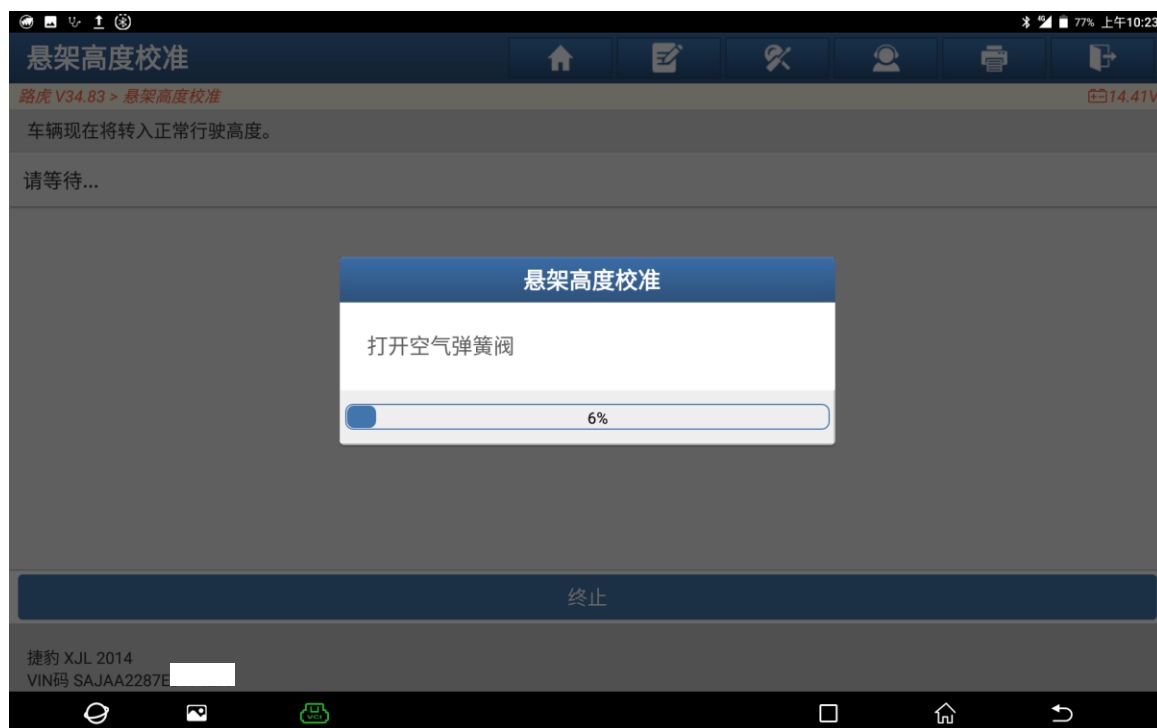 77% 上午10:23
悬架高度校准
路虎 V34.83 > 悬架高度校准
14.41V
车辆现在将转入正常行驶高度。
请等待...
悬架高度校准
打开空气弹簧阀
6%
终止
捷豹 XJL 2014
VIN码 SAJAA2287E
VCI